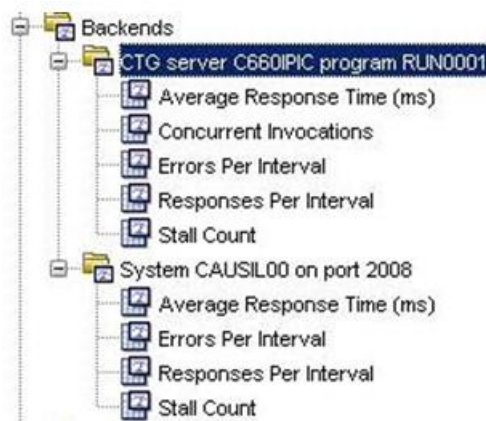 Backends
CTG server C660IPIC program RUN0001
Average Response Time (ms)
Concurrent Invocations
Errors Per Interval
Responses Per Interval
Stall Count
System CAUSIL00 on port 2008
Average Response Time (ms)
Errors Per Interval
Responses Per Interval
Stall Count